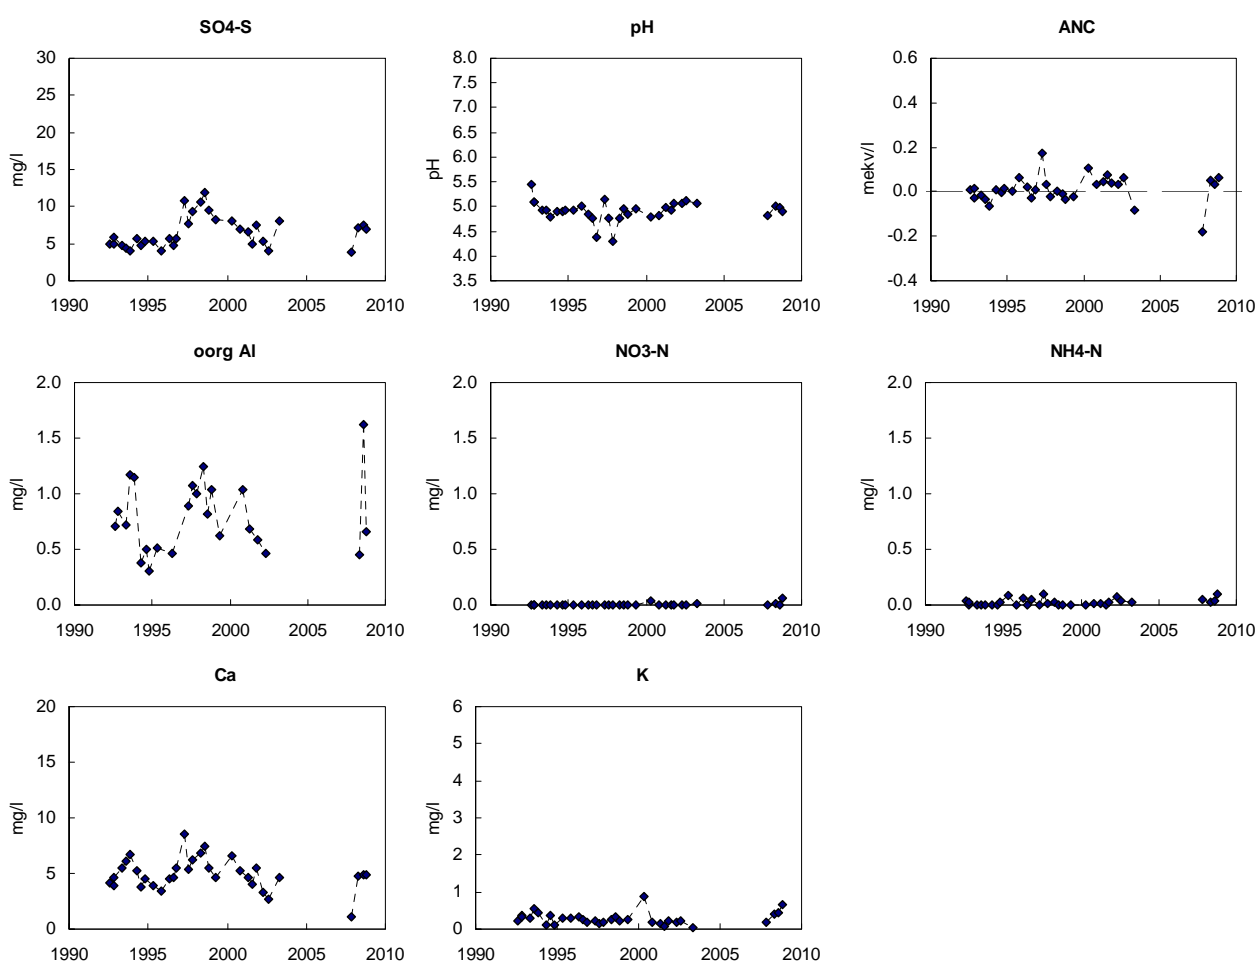 SO4-S
30
25
20
15
10
5
0
mg/l
1990 1995 2000 2005 2010
pH
8.0
7.5
7.0
6.5
6.0
5.5
5.0
4.5
4.0
3.5
pH
1990 1995 2000 2005 2010
ANC
0.6
0.4
0.2
0.0
-0.2
-0.4
mekv/l
1990 1995 2000 2005 2010
oorg Al
2.0
1.5
1.0
0.5
0.0
mg/l
1990 1995 2000 2005 2010
NO3-N
2.0
1.5
1.0
0.5
0.0
mg/l
1990 1995 2000 2005 2010
NH4-N
2.0
1.5
1.0
0.5
0.0
mg/l
1990 1995 2000 2005 2010
Ca
20
15
10
5
0
mg/l
1990 1995 2000 2005 2010
K
6
5
4
3
2
1
0
mg/l
1990 1995 2000 2005 2010